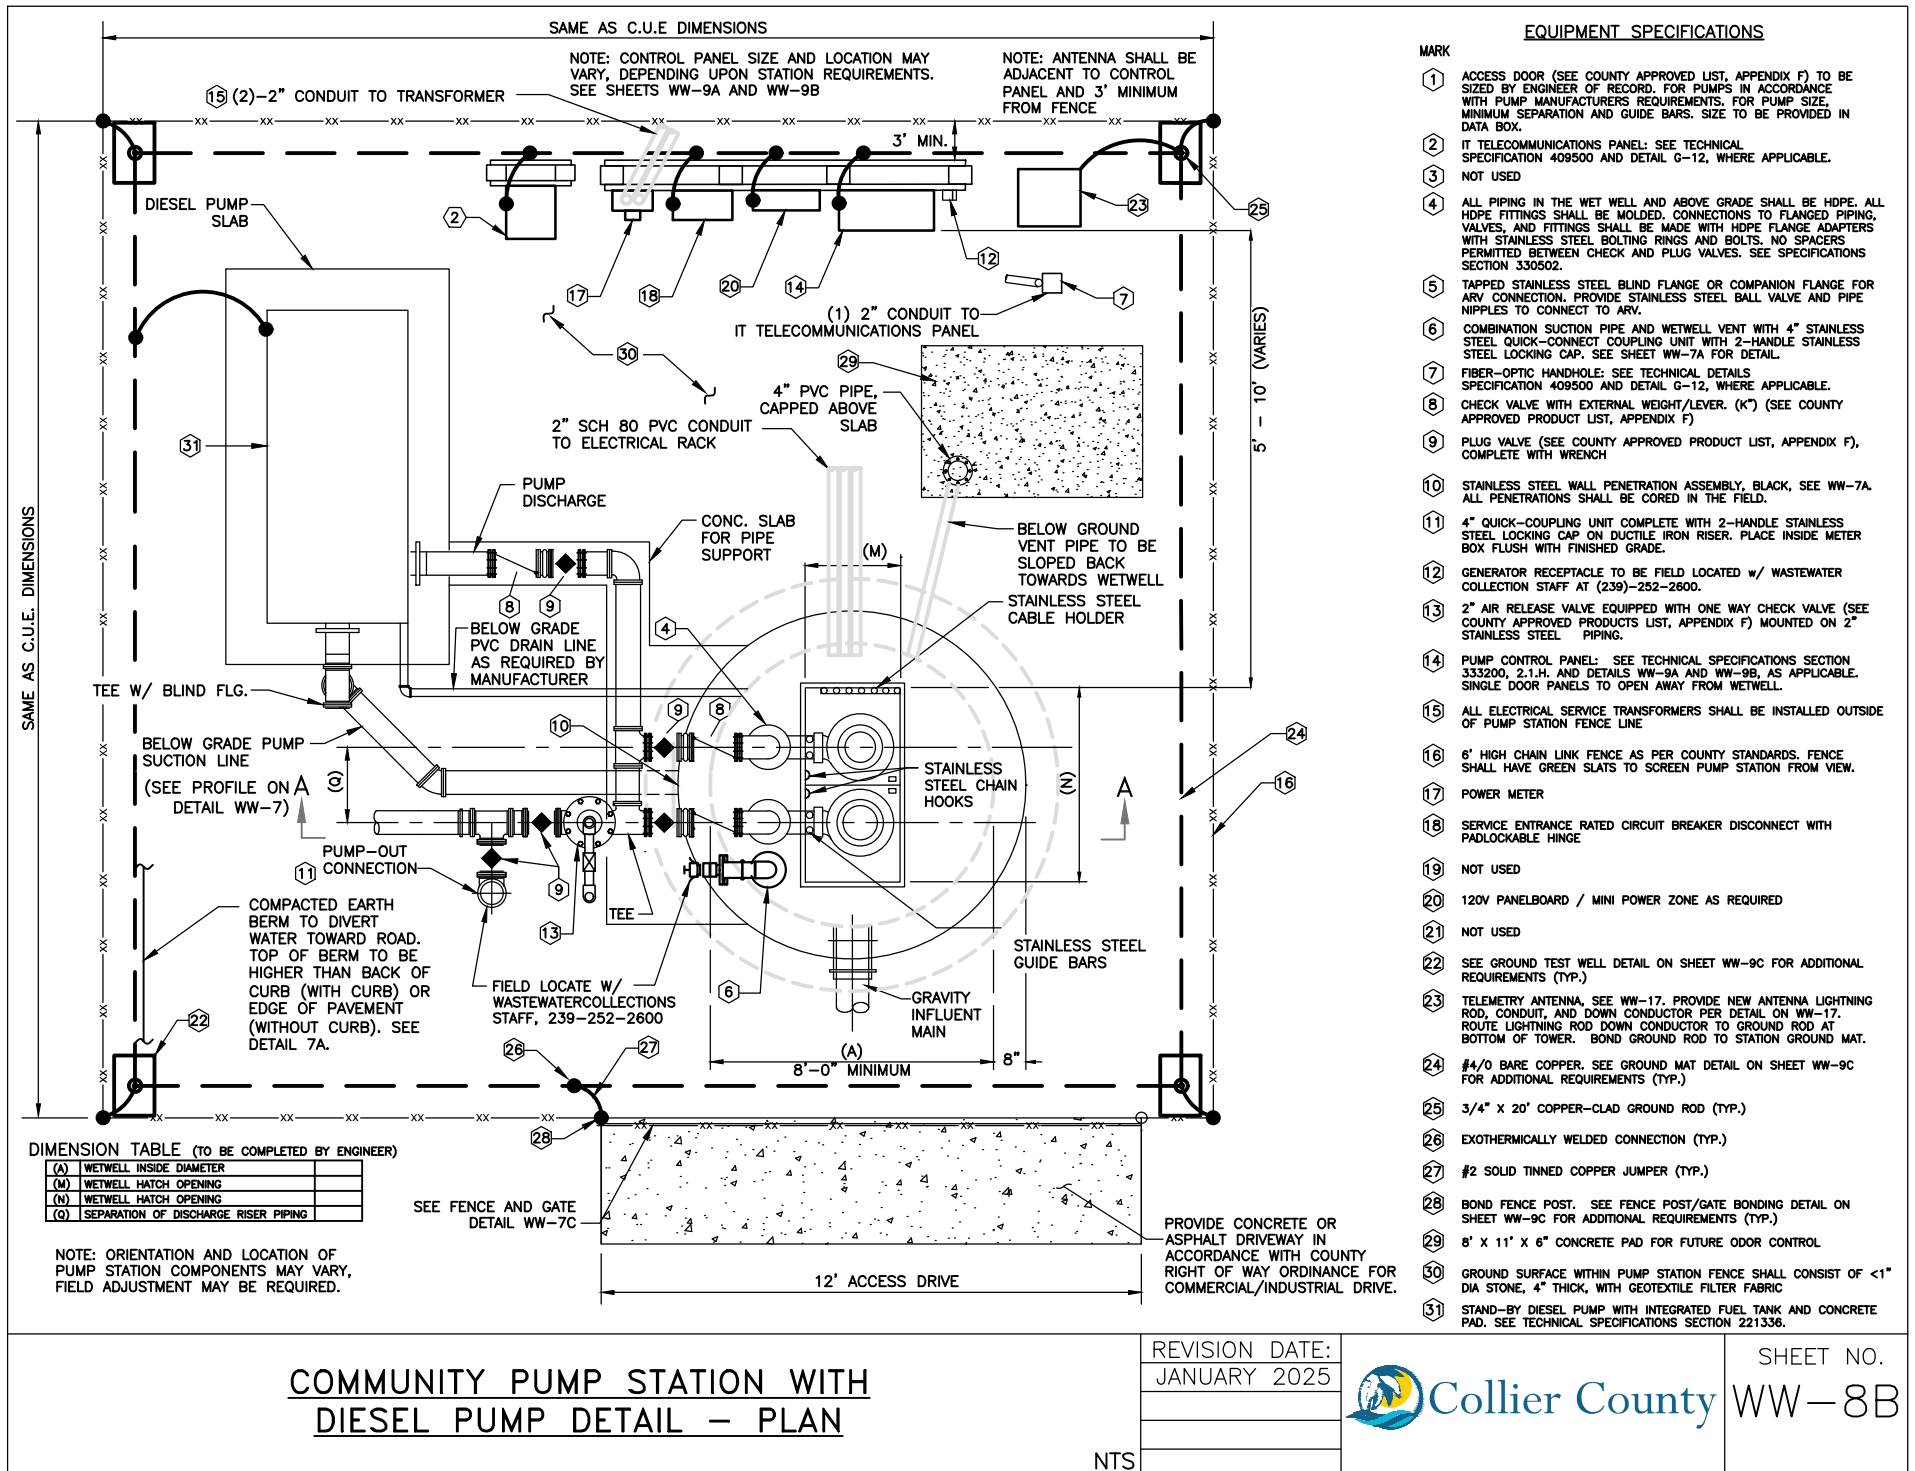 SAME AS C.U.E DIMENSIONS
NOTE: CONTROL PANEL SIZE AND LOCATION MAY
VARY, DEPENDING UPON STATION REQUIREMENTS.
SEE SHEETS WW-9A AND WW-9B
NOTE: ANTENNA SHALL BE
ADJACENT TO CONTROL
PANEL AND 3' MINIMUM
FROM FENCE
15 (2)-2" CONDUIT TO TRANSFORMER
3' MIN.
DIESEL PUMP
SLAB
2
23
25
12
17
18
20
14
7
(1) 2" CONDUIT TO
IT TELECOMMUNICATIONS PANEL
30
29
5' - 10' (VARIES)
4" PVC PIPE,
CAPPED ABOVE
SLAB
2" SCH 80 PVC CONDUIT
TO ELECTRICAL RACK
31
PUMP
DISCHARGE
CONC. SLAB
FOR PIPE
SUPPORT
(M)
BELOW GROUND
VENT PIPE TO BE
SLOPED BACK
TOWARDS WETWELL
SAME AS C.U.E. DIMENSIONS
8
9
STAINLESS STEEL
CABLE HOLDER
4
BELOW GRADE
PVC DRAIN LINE
AS REQUIRED BY
MANUFACTURER
TEE W/ BLIND FLG.
10
9
8
24
BELOW GRADE PUMP
SUCTION LINE
(SEE PROFILE ON
DETAIL WW-7)
A
(Q)
STAINLESS
STEEL CHAIN
HOOKS
(N)
A
16
PUMP-OUT
CONNECTION
11
9
COMPACTED EARTH
BERM TO DIVERT
WATER TOWARD ROAD.
TOP OF BERM TO BE
HIGHER THAN BACK OF
CURB (WITH CURB) OR
EDGE OF PAVEMENT
(WITHOUT CURB). SEE
DETAIL 7A.
13
TEE
STAINLESS STEEL
GUIDE BARS
FIELD LOCATE W/
WASTEWATERCOLLECTIONS
STAFF, 239-252-2600
6
GRAVITY
INFLUENT
MAIN
22
26
27
(A)
8'-0" MINIMUM
8"
28
DIMENSION TABLE (TO BE COMPLETED BY ENGINEER)
(A) WETWELL INSIDE DIAMETER
(M) WETWELL HATCH OPENING
(N) WETWELL HATCH OPENING
(Q) SEPARATION OF DISCHARGE RISER PIPING
NOTE: ORIENTATION AND LOCATION OF
PUMP STATION COMPONENTS MAY VARY,
FIELD ADJUSTMENT MAY BE REQUIRED.
SEE FENCE AND GATE
DETAIL WW-7C
12' ACCESS DRIVE
PROVIDE CONCRETE OR
ASPHALT DRIVEWAY IN
ACCORDANCE WITH COUNTY
RIGHT OF WAY ORDINANCE FOR
COMMERCIAL/INDUSTRIAL DRIVE.
EQUIPMENT SPECIFICATIONS
MARK
1 ACCESS DOOR (SEE COUNTY APPROVED LIST, APPENDIX F) TO BE
SIZED BY ENGINEER OF RECORD. FOR PUMPS IN ACCORDANCE
WITH PUMP MANUFACTURERS REQUIREMENTS. FOR PUMP SIZE,
MINIMUM SEPARATION AND GUIDE BARS. SIZE TO BE PROVIDED IN
DATA BOX.
2 IT TELECOMMUNICATIONS PANEL: SEE TECHNICAL
SPECIFICATION 409500 AND DETAIL G-12, WHERE APPLICABLE.
3 NOT USED
4 ALL PIPING IN THE WET WELL AND ABOVE GRADE SHALL BE HDPE. ALL
HDPE FITTINGS SHALL BE MOLDED. CONNECTIONS TO FLANGED PIPING,
VALVES, AND FITTINGS SHALL BE MADE WITH HDPE FLANGE ADAPTERS
WITH STAINLESS STEEL BOLTING RINGS AND BOLTS. NO SPACERS
PERMITTED BETWEEN CHECK AND PLUG VALVES. SEE SPECIFICATIONS
SECTION 330502.
5 TAPPED STAINLESS STEEL BLIND FLANGE OR COMPANION FLANGE FOR
ARV CONNECTION. PROVIDE STAINLESS STEEL BALL VALVE AND PIPE
NIPPLES TO CONNECT TO ARV.
6 COMBINATION SUCTION PIPE AND WETWELL VENT WITH 4" STAINLESS
STEEL QUICK-CONNECT COUPLING UNIT WITH 2-HANDLE STAINLESS
STEEL LOCKING CAP. SEE SHEET WW-7A FOR DETAIL.
7 FIBER-OPTIC HANDHOLE: SEE TECHNICAL DETAILS
SPECIFICATION 409500 AND DETAIL G-12, WHERE APPLICABLE.
8 CHECK VALVE WITH EXTERNAL WEIGHT/LEVER. (K") (SEE COUNTY
APPROVED PRODUCT LIST, APPENDIX F)
9 PLUG VALVE (SEE COUNTY APPROVED PRODUCT LIST, APPENDIX F),
COMPLETE WITH WRENCH
10 STAINLESS STEEL WALL PENETRATION ASSEMBLY, BLACK, SEE WW-7A.
ALL PENETRATIONS SHALL BE CORED IN THE FIELD.
11 4" QUICK-COUPLING UNIT COMPLETE WITH 2-HANDLE STAINLESS
STEEL LOCKING CAP ON DUCTILE IRON RISER. PLACE INSIDE METER
BOX FLUSH WITH FINISHED GRADE.
12 GENERATOR RECEPTACLE TO BE FIELD LOCATED w/ WASTEWATER
COLLECTION STAFF AT (239)-252-2600.
13 2" AIR RELEASE VALVE EQUIPPED WITH ONE WAY CHECK VALVE (SEE
COUNTY APPROVED PRODUCTS LIST, APPENDIX F) MOUNTED ON 2"
STAINLESS STEEL PIPING.
14 PUMP CONTROL PANEL: SEE TECHNICAL SPECIFICATIONS SECTION
333200, 2.1.H. AND DETAILS WW-9A AND WW-9B, AS APPLICABLE.
SINGLE DOOR PANELS TO OPEN AWAY FROM WETWELL.
15 ALL ELECTRICAL SERVICE TRANSFORMERS SHALL BE INSTALLED OUTSIDE
OF PUMP STATION FENCE LINE
16 6' HIGH CHAIN LINK FENCE AS PER COUNTY STANDARDS. FENCE
SHALL HAVE GREEN SLATS TO SCREEN PUMP STATION FROM VIEW.
17 POWER METER
18 SERVICE ENTRANCE RATED CIRCUIT BREAKER DISCONNECT WITH
PADLOCKABLE HINGE
19 NOT USED
20 120V PANELBOARD / MINI POWER ZONE AS REQUIRED
21 NOT USED
22 SEE GROUND TEST WELL DETAIL ON SHEET WW-9C FOR ADDITIONAL
REQUIREMENTS (TYP.)
23 TELEMETRY ANTENNA, SEE WW-17. PROVIDE NEW ANTENNA LIGHTNING
ROD, CONDUIT, AND DOWN CONDUCTOR PER DETAIL ON WW-17.
ROUTE LIGHTNING ROD DOWN CONDUCTOR TO GROUND ROD AT
BOTTOM OF TOWER. BOND GROUND ROD TO STATION GROUND MAT.
24 #4/0 BARE COPPER. SEE GROUND MAT DETAIL ON SHEET WW-9C
FOR ADDITIONAL REQUIREMENTS (TYP.)
25 3/4" X 20' COPPER-CLAD GROUND ROD (TYP.)
26 EXOTHERMICALLY WELDED CONNECTION (TYP.)
27 #2 SOLID TINNED COPPER JUMPER (TYP.)
28 BOND FENCE POST. SEE FENCE POST/GATE BONDING DETAIL ON
SHEET WW-9C FOR ADDITIONAL REQUIREMENTS (TYP.)
29 8' X 11' X 6" CONCRETE PAD FOR FUTURE ODOR CONTROL
30 GROUND SURFACE WITHIN PUMP STATION FENCE SHALL CONSIST OF <1"
DIA STONE, 4" THICK, WITH GEOTEXTILE FILTER FABRIC
31 STAND-BY DIESEL PUMP WITH INTEGRATED FUEL TANK AND CONCRETE
PAD. SEE TECHNICAL SPECIFICATIONS SECTION 221336.
COMMUNITY PUMP STATION WITH
DIESEL PUMP DETAIL - PLAN
NTS
REVISION DATE:
JANUARY 2025
Collier County
SHEET NO.
WW-8B